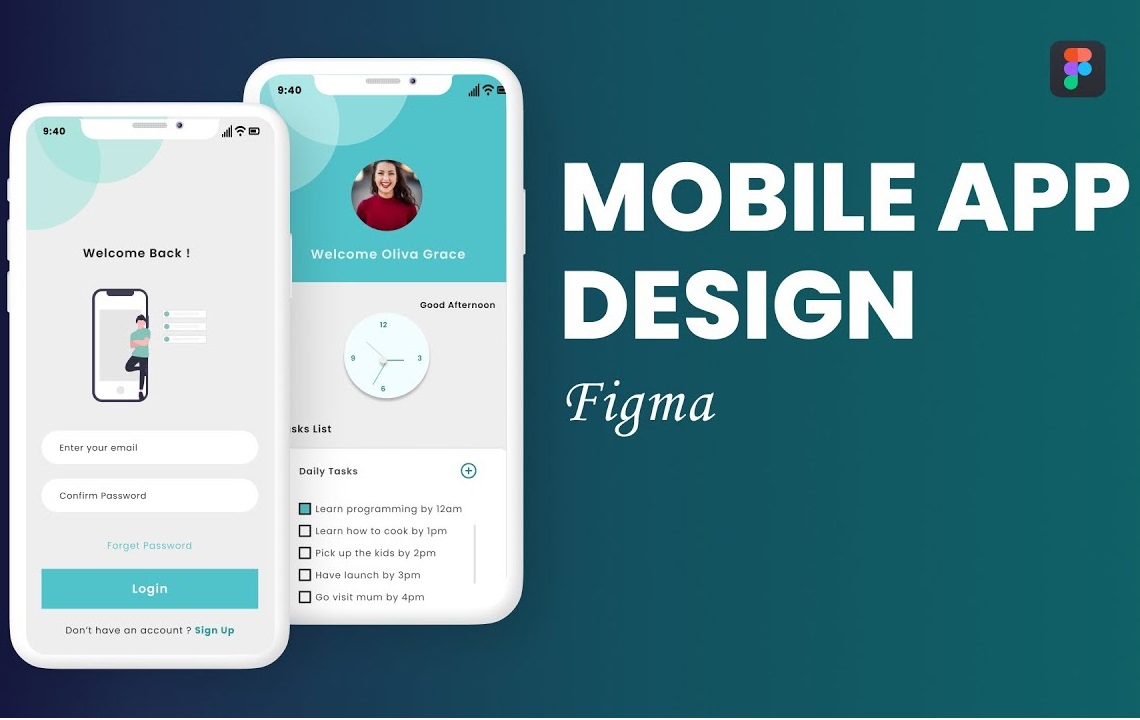 9:40
Welcome Back !
Enter your email
Confirm Password
Forget Password
Login
Don't have an account ? Sign Up
9:40
Welcome Oliva Grace
Good Afternoon
12
9
3
6
sks List
Daily Tasks
Learn programming by 12am
Learn how to cook by 1pm
Pick up the kids by 2pm
Have launch by 3pm
Go visit mum by 4pm
MOBILE APP
DESIGN
Figma